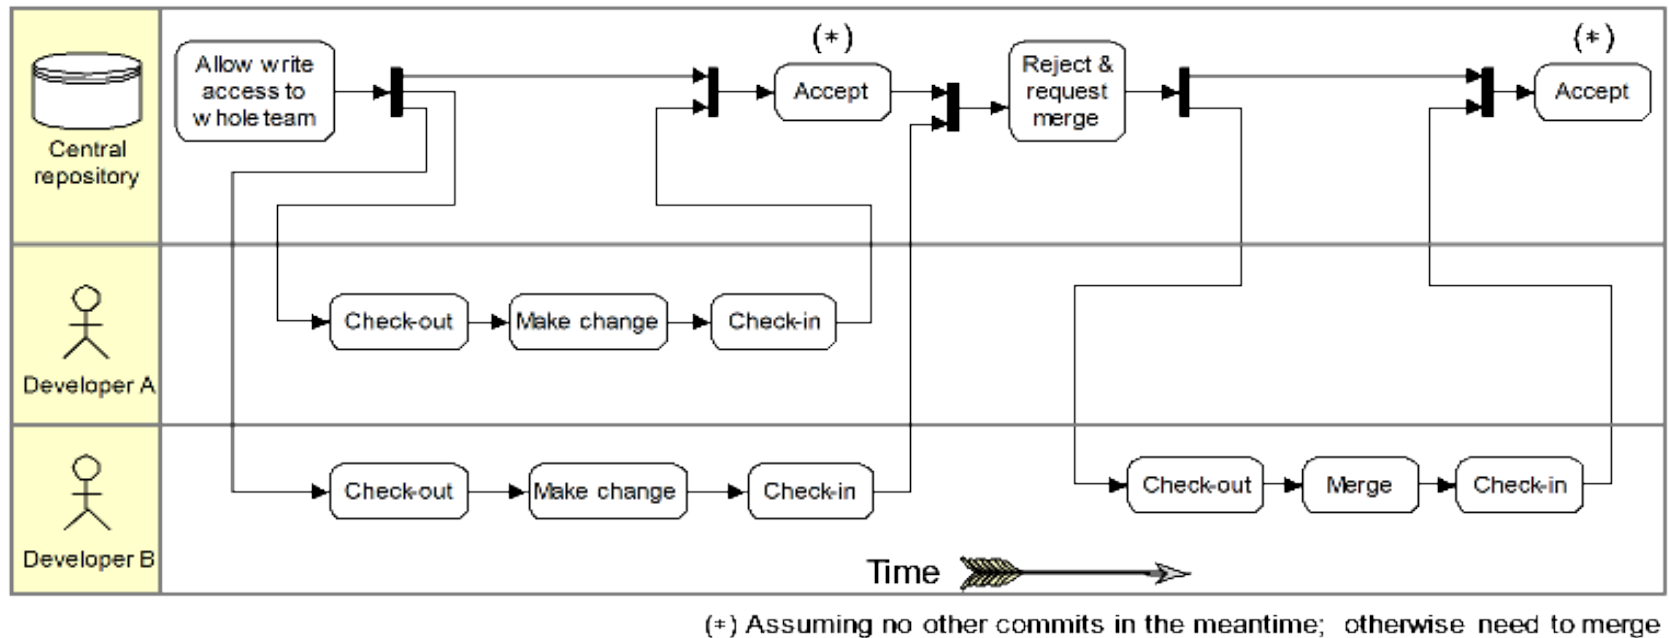 (*)
(*)
Allow write
access to
whole team
Accept
Reject &
request
merge
Accept
Central
repository
Check-out
Make change
Check-in
Developer A
Check-out
Make change
Check-in
Check-out
Merge
Check-in
Developer B
Time
(*) Assuming no other commits in the meantime; otherwise need to merge